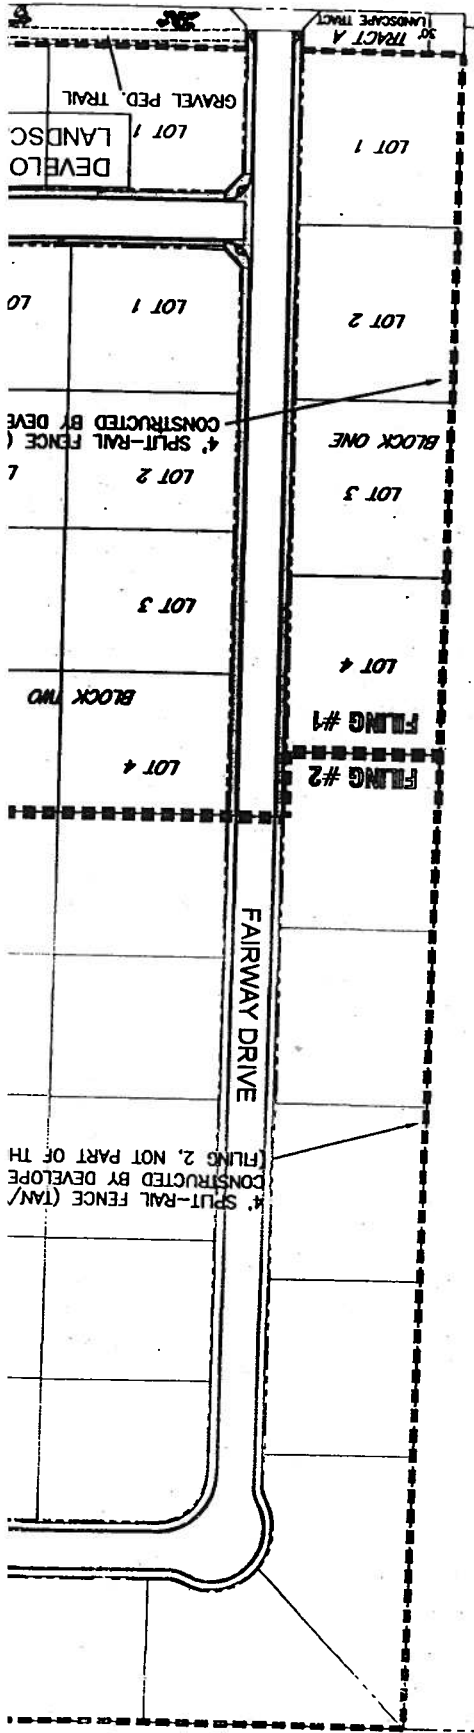 30'
LANDSCAPE TRACT
TRACT A
GRAVEL PED. TRAIL
LOT 1
LOT 1
DEVELO
LANDSC
LOT 1
LO
LOT 2
4' SPLIT-RAIL FENCE (
CONSTRUCTED BY DEVE
BLOCK ONE
LOT 2
L
LOT 3
LOT 3
LOT 4
BLOCK TWO
LOT 4
FILING #1
FILING #2
FAIRWAY DRIVE
4' SPLIT-RAIL FENCE (TAN/
CONSTRUCTED BY DEVELOPE
(FILING 2, NOT PART OF TH